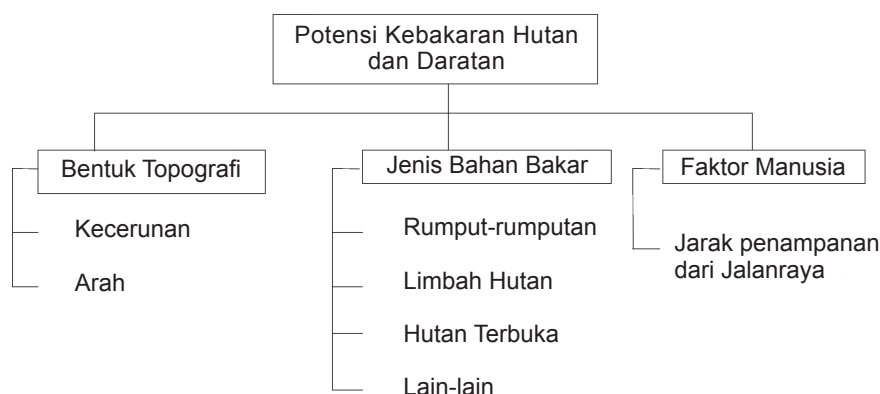 Potensi Kebakaran Hutan
dan Daratan
Bentuk Topografi
Kecerunan
Arah
Jenis Bahan Bakar
Rumput-rumputan
Limbah Hutan
Hutan Terbuka
Lain-lain
Faktor Manusia
Jarak penampanan
dari Jalanraya